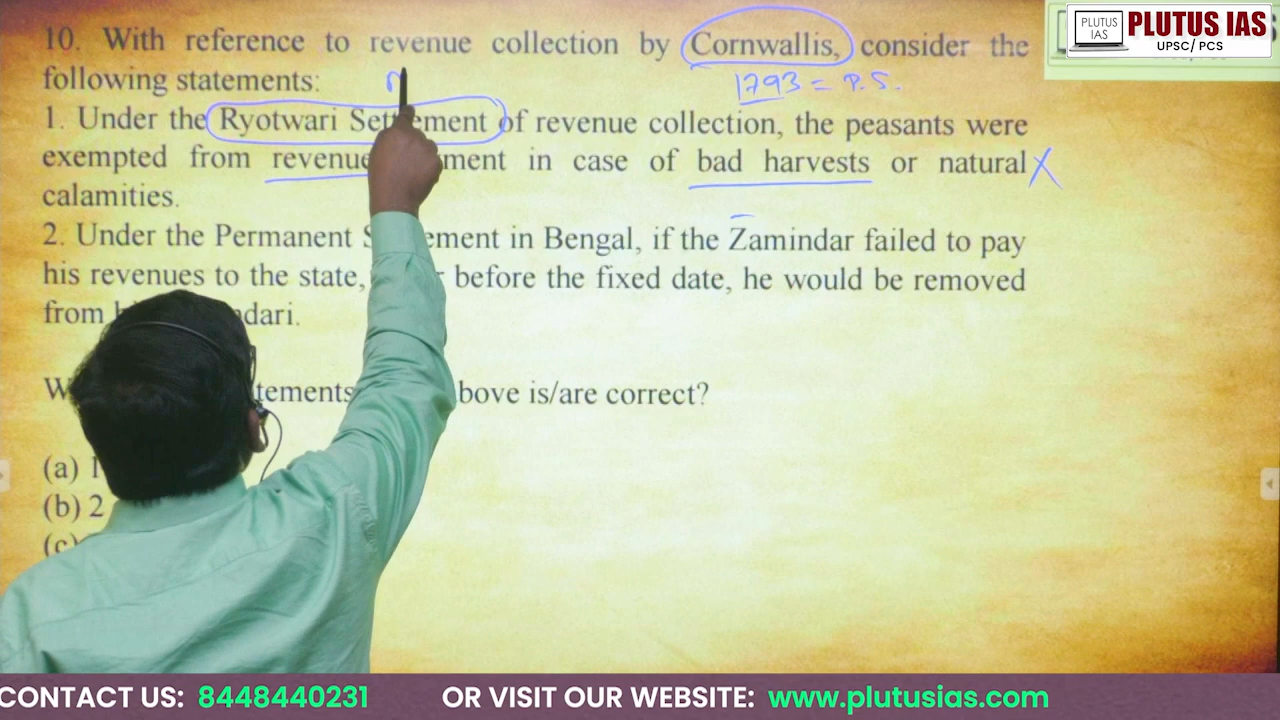 10. With reference to revenue collection by Cornwallis, consider the
following statements:
1793 = P.S.
1. Under the Ryotwari Settlement of revenue collection, the peasants were
exempted from revenue ment in case of bad harvests or natural X
calamities.
2. Under the Permanent S ement in Bengal, if the Zamindar failed to pay
his revenues to the state, before the fixed date, he would be removed
from dari.
tements bove is/are correct?
(a) 1
(b) 2
(c)
PLUTUS
IAS
PLUTUS IAS
UPSC/ PCS
CONTACT US: 8448440231 OR VISIT OUR WEBSITE: www.plutusias.com